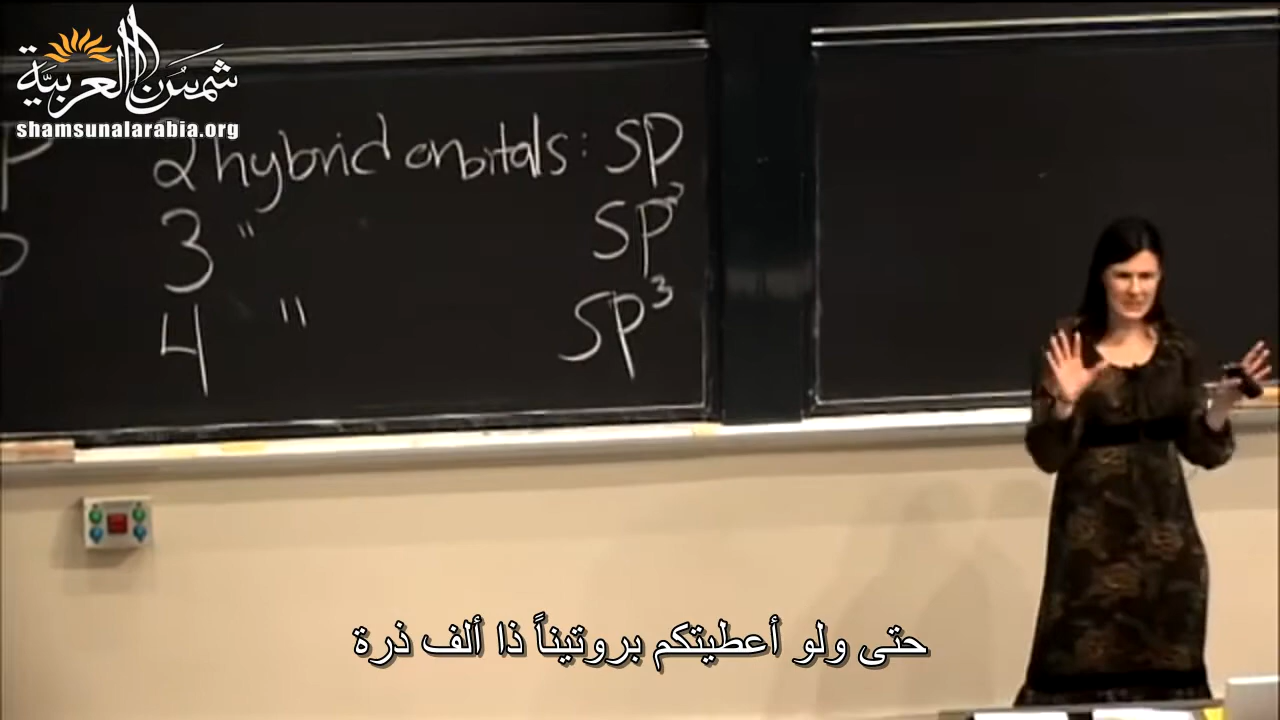 شمس العربية
shamsunalarabia.org
2 hybrid orbitals: SP
3 " SP²
4 " SP³
حتى ولو أعطيتكم بروتيناً ذا ألف ذرة